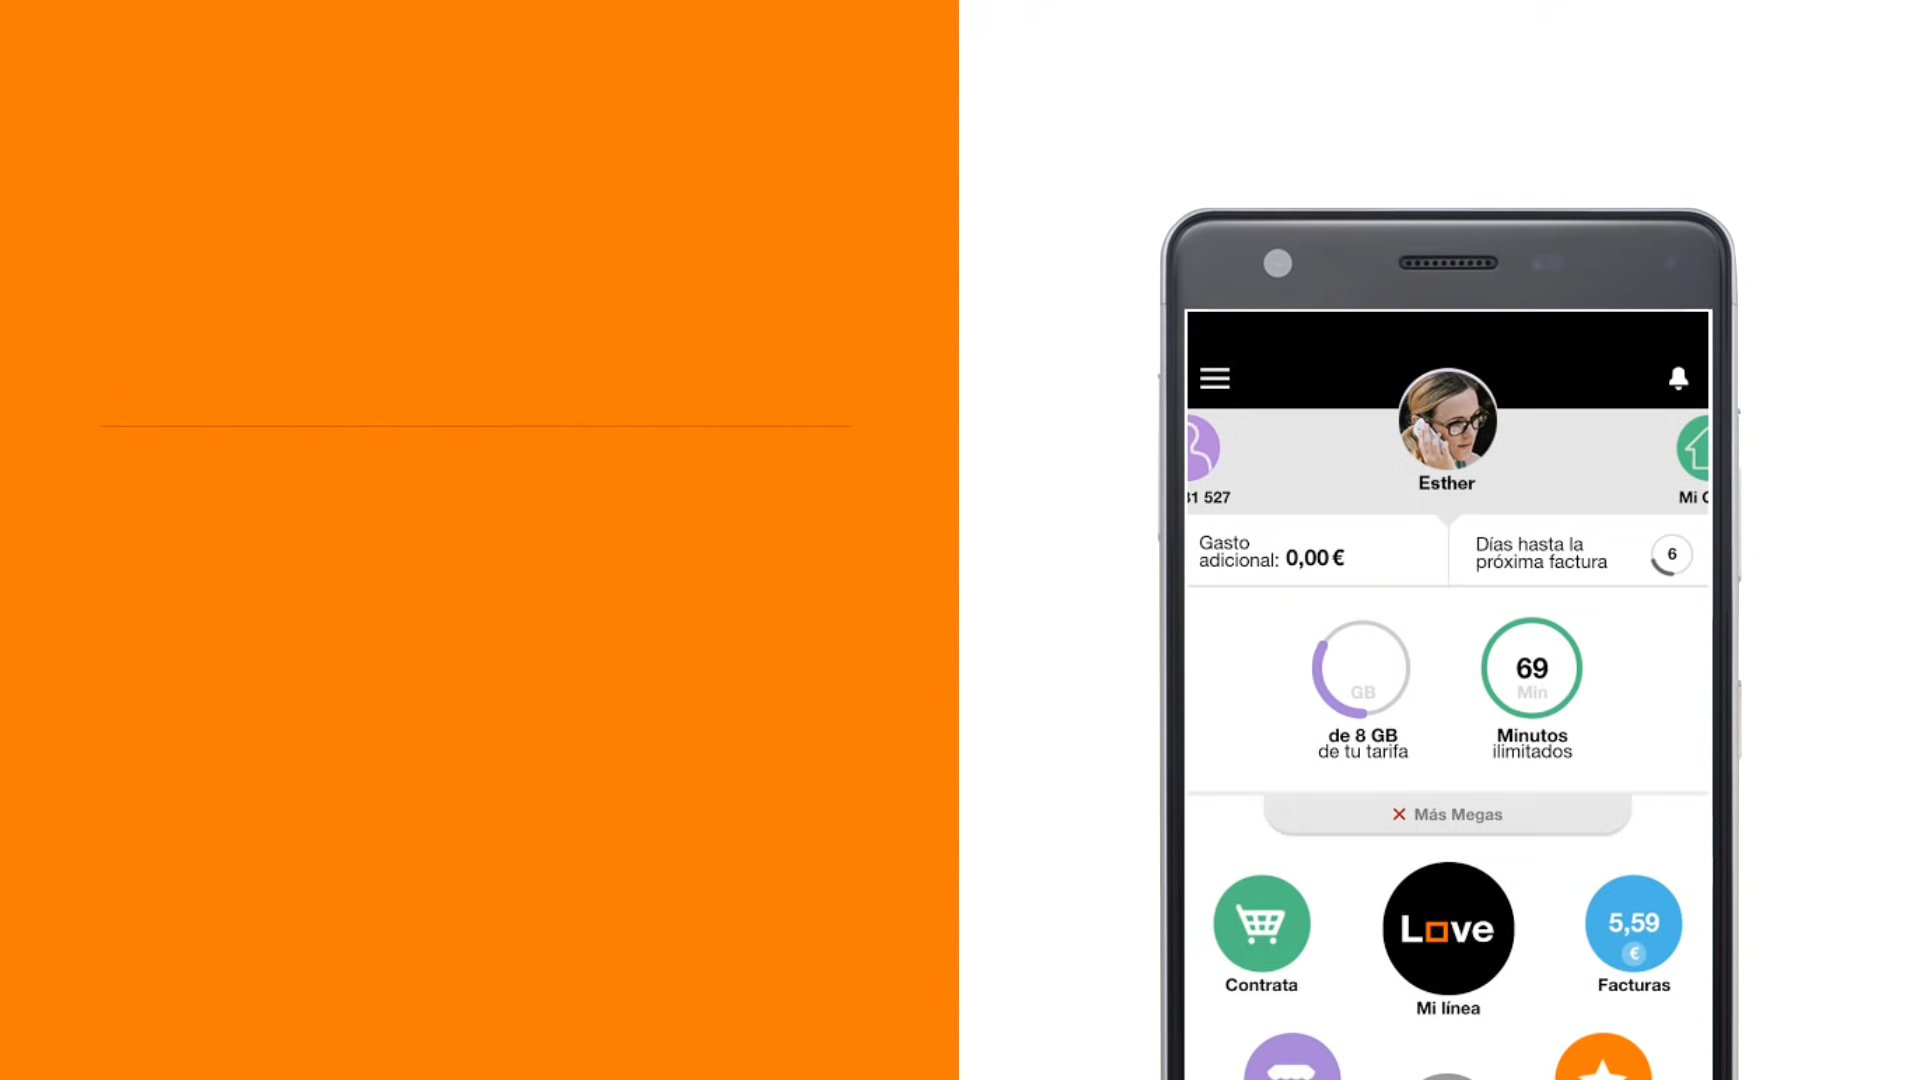 Esther
31 527
Mi C
Gasto
adicional: 0,00 €
Días hasta la
próxima factura
6
GB
de 8 GB
de tu tarifa
69
Min
Minutos
ilimitados
Más Megas
Contrata
Love
Mi línea
5,59
€
Facturas